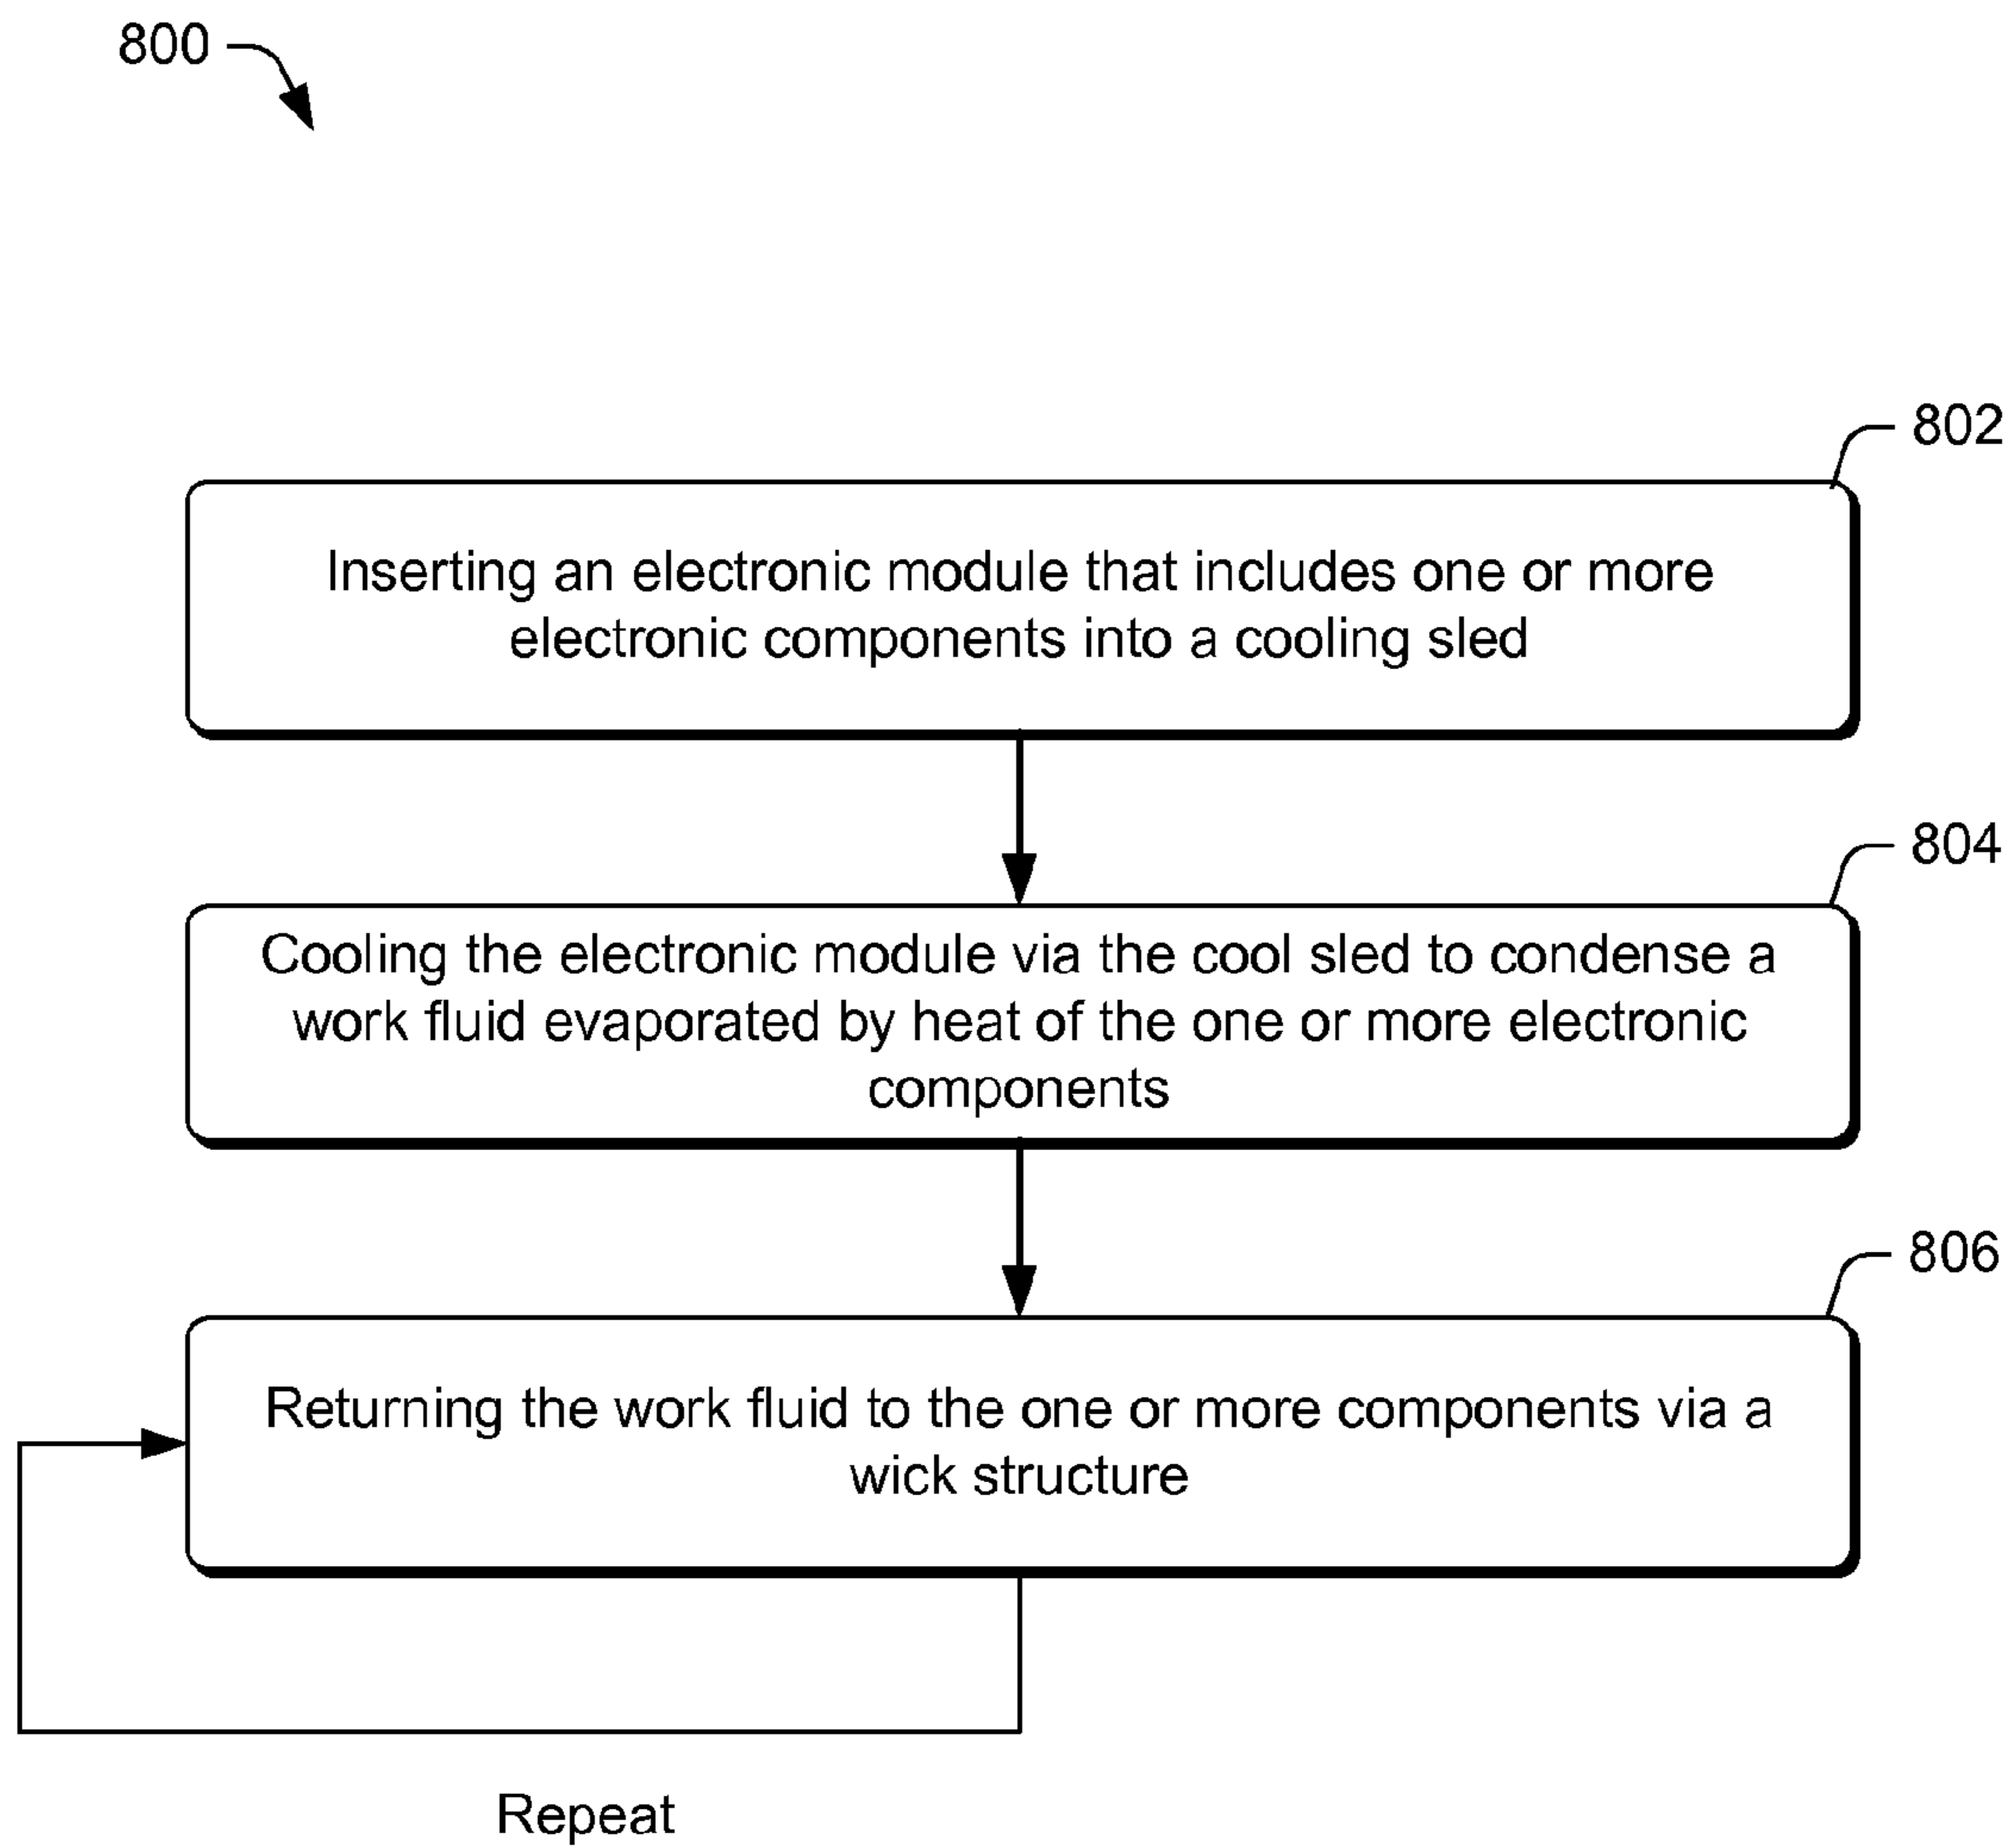 800
802
Inserting an electronic module that includes one or more
electronic components into a cooling sled
804
Cooling the electronic module via the cool sled to condense a
work fluid evaporated by heat of the one or more electronic
components
806
Returning the work fluid to the one or more components via a
wick structure
Repeat